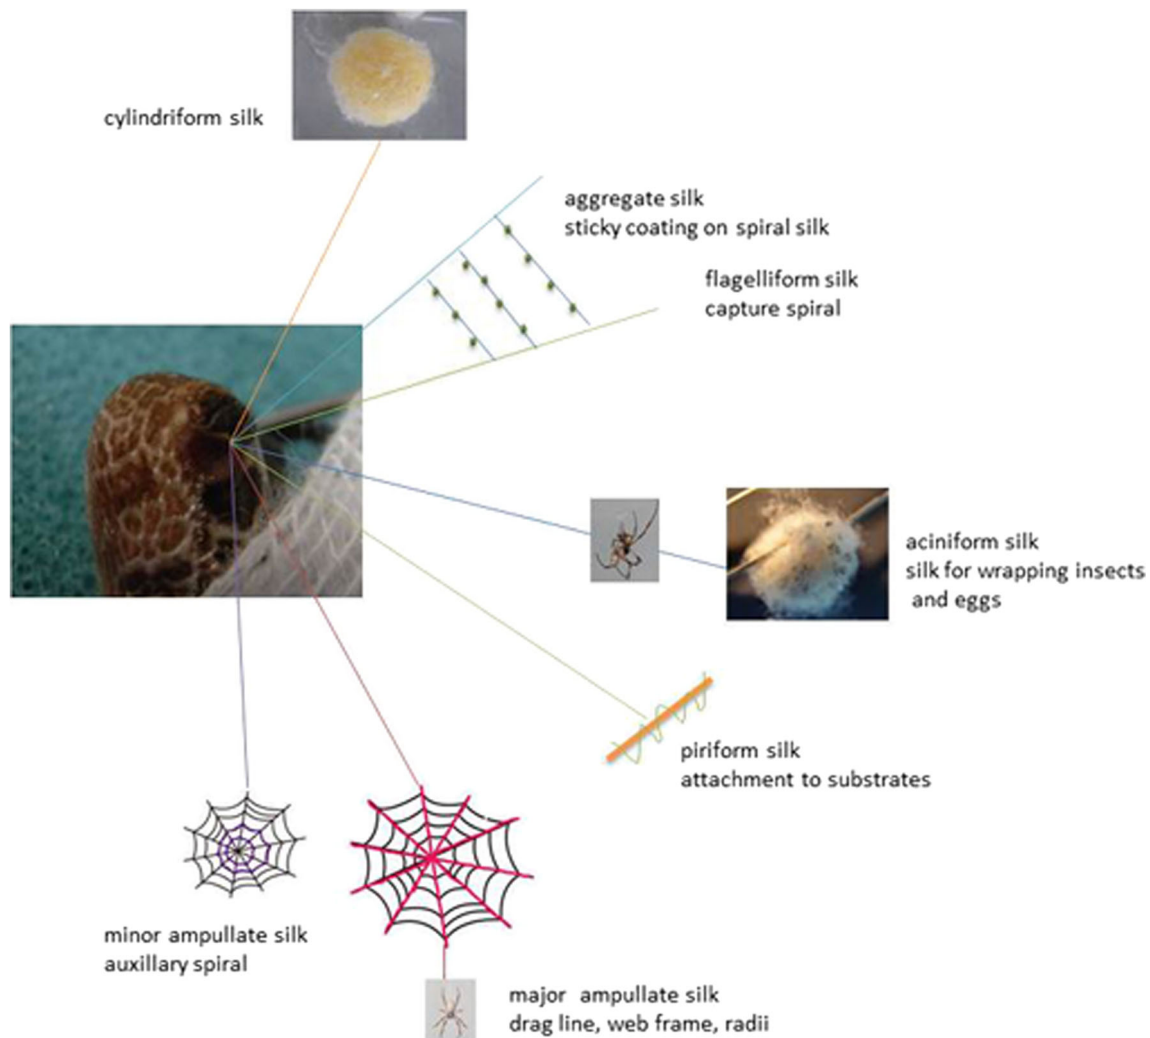 cylindriform silk
aggregate silk
sticky coating on spiral silk
flagelliform silk
capture spiral
aciniform silk
silk for wrapping insects
and eggs
piriform silk
attachment to substrates
minor ampullate silk
auxillary spiral
major ampullate silk
drag line, web frame, radii